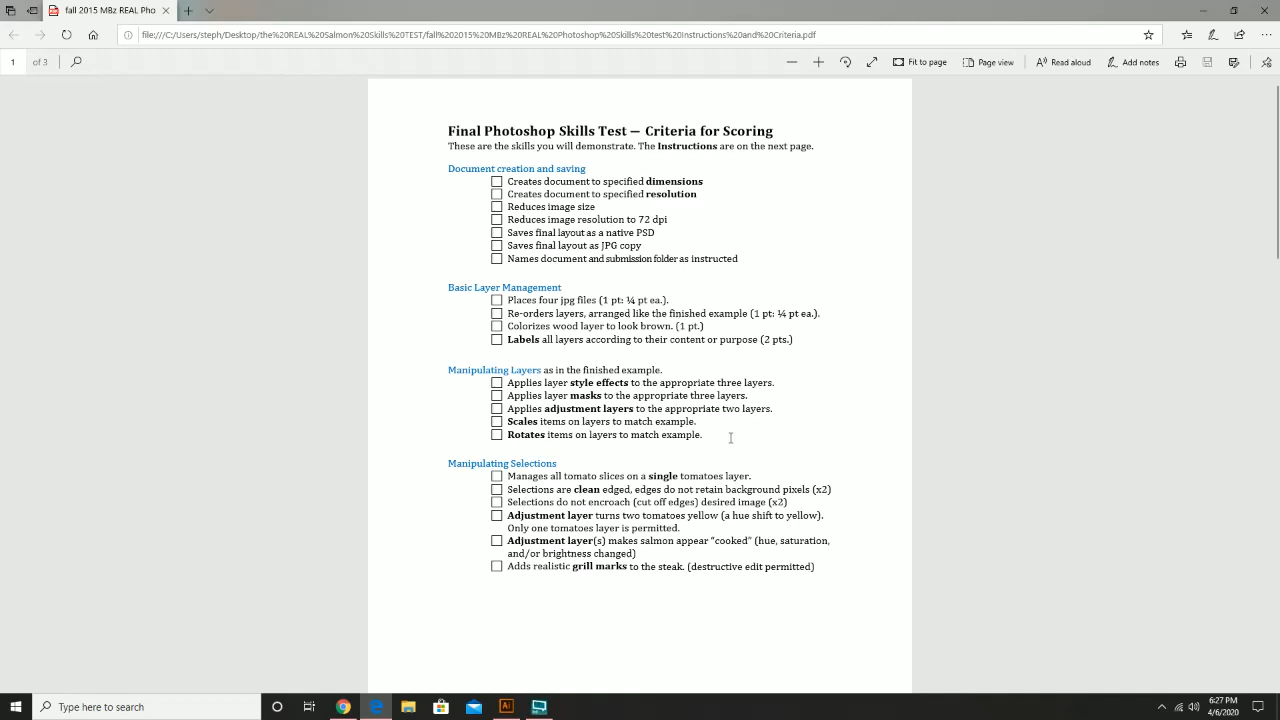 fall 2015 MBz REAL Pho
file:///C:/Users/steph/Desktop/the%20REAL%20Salmon%20Skills%20TEST/fall%202015%20MBz%20REAL%20Photoshop%20Skills%20test%20Instructions%20and%20Criteria.pdf
1 of 3
Fit to page
Page view
Read aloud
Add notes
Final Photoshop Skills Test — Criteria for Scoring
These are the skills you will demonstrate. The Instructions are on the next page.
Document creation and saving
Creates document to specified dimensions
Creates document to specified resolution
Reduces image size
Reduces image resolution to 72 dpi
Saves final layout as a native PSD
Saves final layout as JPG copy
Names document and submission folder as instructed
Basic Layer Management
Places four jpg files (1 pt: ¼ pt ea.).
Re-orders layers, arranged like the finished example (1 pt: ¼ pt ea.).
Colorizes wood layer to look brown. (1 pt.)
Labels all layers according to their content or purpose (2 pts.)
Manipulating Layers as in the finished example.
Applies layer style effects to the appropriate three layers.
Applies layer masks to the appropriate three layers.
Applies adjustment layers to the appropriate two layers.
Scales items on layers to match example.
Rotates items on layers to match example.
Manipulating Selections
Manages all tomato slices on a single tomatoes layer.
Selections are clean edged, edges do not retain background pixels (x2)
Selections do not encroach (cut off edges) desired image (x2)
Adjustment layer turns two tomatoes yellow (a hue shift to yellow).
Only one tomatoes layer is permitted.
Adjustment layer(s) makes salmon appear “cooked” (hue, saturation,
and/or brightness changed)
Adds realistic grill marks to the steak. (destructive edit permitted)
Type here to search
Ai
6:27 PM
4/6/2020